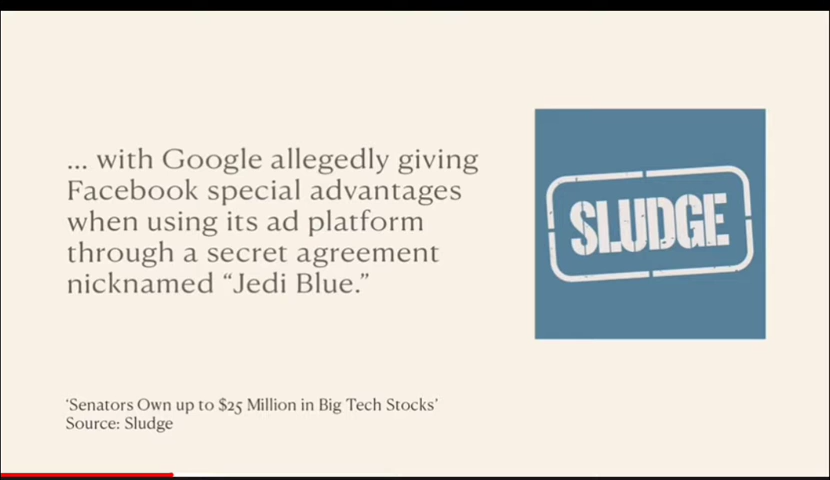 ... with Google allegedly giving
Facebook special advantages
when using its ad platform
through a secret agreement
nicknamed “Jedi Blue.”
SLUDGE
‘Senators Own up to $25 Million in Big Tech Stocks’
Source: Sludge